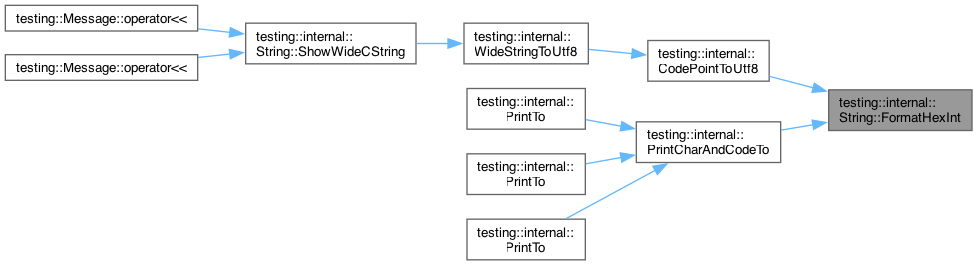 testing::Message::operator<<
testing::Message::operator<<
testing::internal::
String::ShowWideCString
testing::internal::
WideStringToUtf8
testing::internal::
CodePointToUtf8
testing::internal::
String::FormatHexInt
testing::internal::
PrintTo
testing::internal::
PrintCharAndCodeTo
testing::internal::
PrintTo
testing::internal::
PrintTo